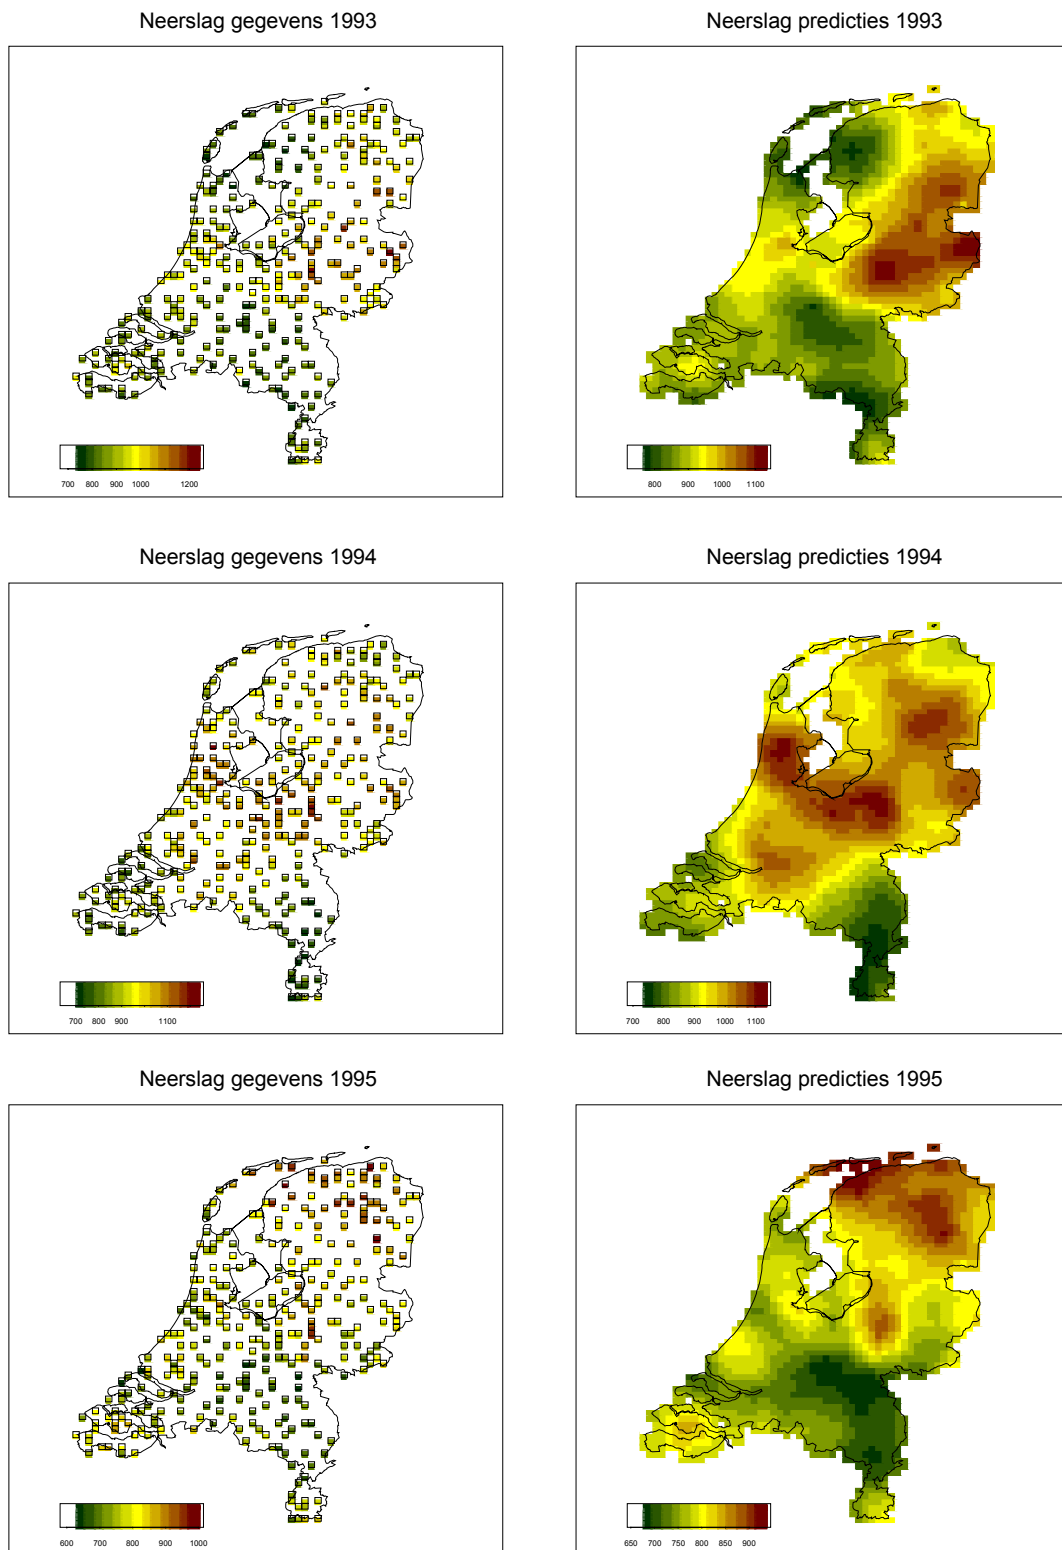 Neerslag gegevens 1993
Neerslag predicties 1993
700 800 900 1000 1200
800 900 1000 1100
Neerslag gegevens 1994
Neerslag predicties 1994
700 800 900 1100
700 800 900 1000 1100
Neerslag gegevens 1995
Neerslag predicties 1995
600 700 800 900 1000
650 700 750 800 850 900